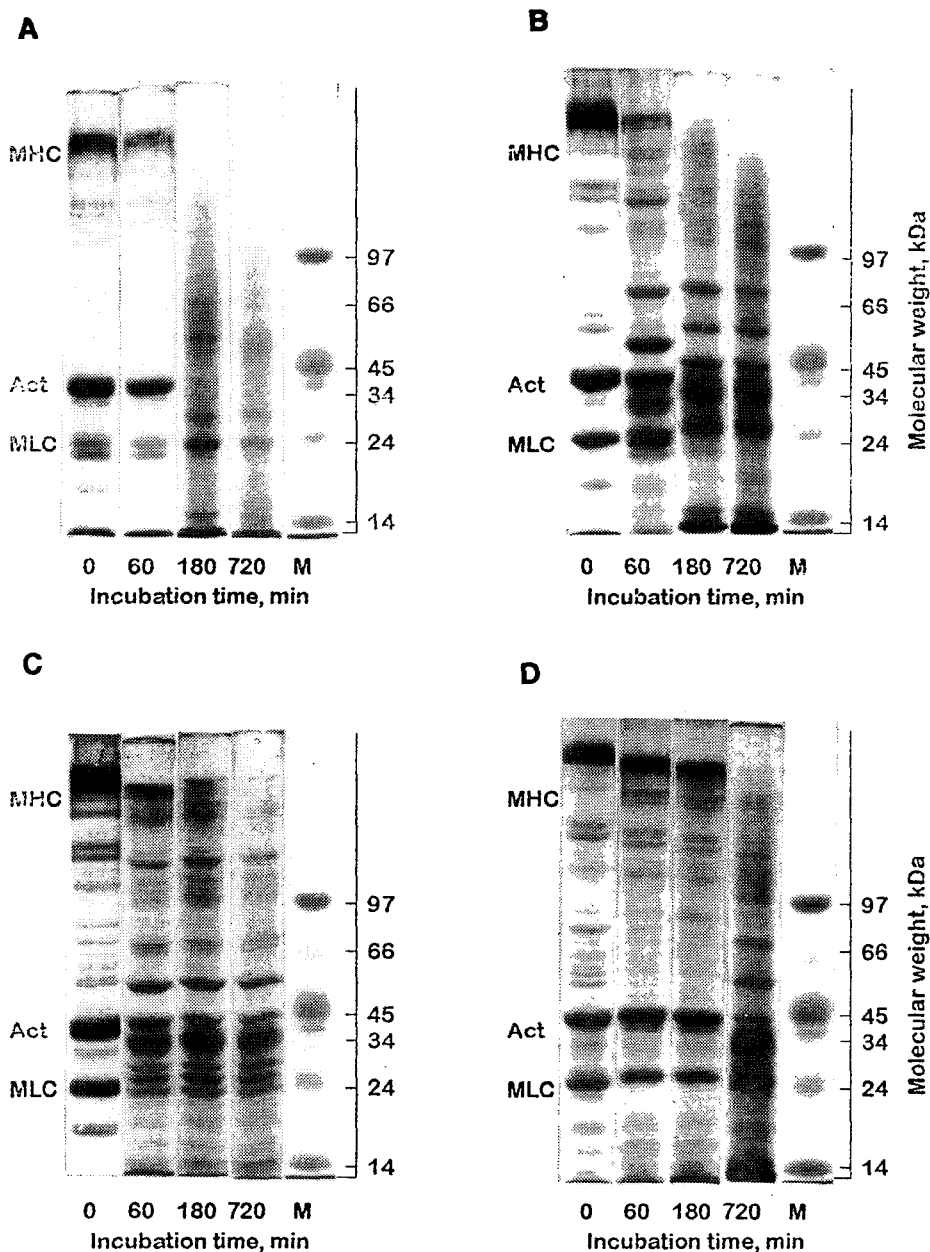 A
MHC
Act
MLC
97
66
45
34
24
14
0 60 180 720 M
Incubation time, min
B
MHC
Act
MLC
97
66
45
34
24
14
Molecular weight, kDa
0 60 180 720 M
Incubation time, min
C
MHC
Act
MLC
97
66
45
34
24
14
0 60 180 720 M
Incubation time, min
D
MHC
Act
MLC
97
66
45
34
24
14
Molecular weight, kDa
0 60 180 720 M
Incubation time, min